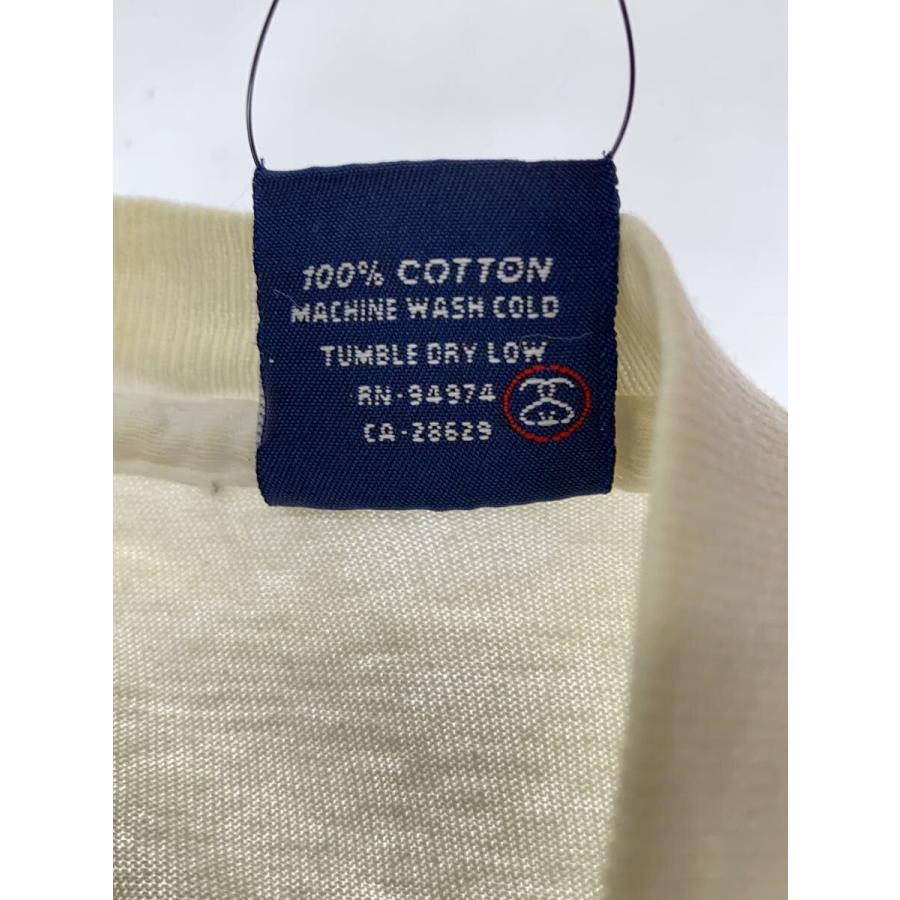 100% COTTON
MACHINE WASH COLD
TUMBLE DRY LOW
RN-94974
CA-28629